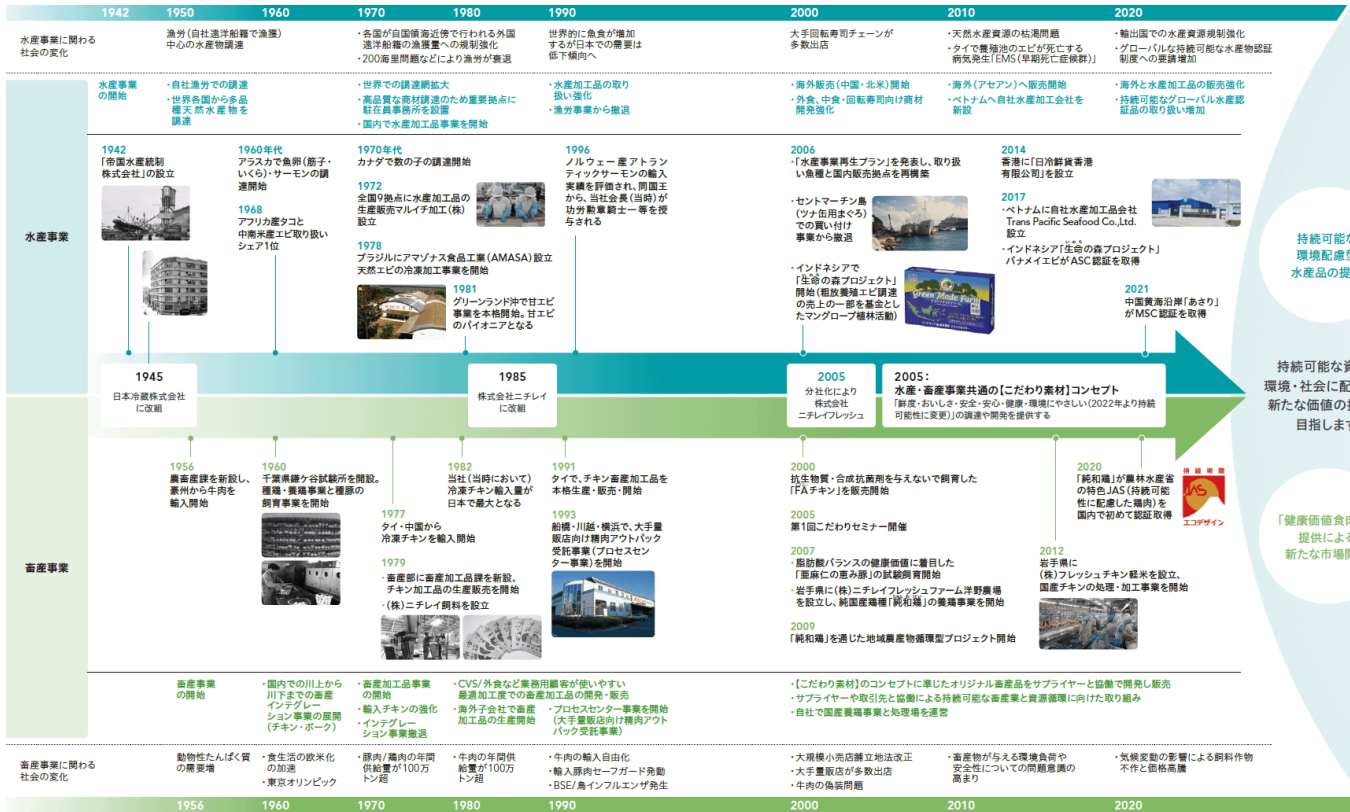 1942 1950 1960 1970 1980 1990 2000 2010 2020
水産事業に関わる
社会の変化
漁労(自社遠洋船籍で漁獲)
中心の水産物調達
・各国が自国領海近傍で行われる外国
遠洋船籍の漁獲量への規制強化
・200海里問題などにより漁労が衰退
世界的に魚食が増加
するが日本での需要は
低下傾向へ
大手回転寿司チェーンが
多数出店
・天然水産資源の枯渇問題
・タイで養殖池のエビが死亡する
病気発生「EMS(早期死亡症候群)」
・輸出国での水産資源規制強化
・グローバルな持続可能な水産物認証
制度への要請増加
水産事業
水産事業
の開始
・自社漁労での調達
・世界各国から多品
種天然水産物を
調達
・世界での調達網拡大
・高品質な商材調達のため重要拠点に
駐在員事務所を設置
・国内で水産加工品事業を開始
・水産加工品の取り
扱い強化
・漁労事業から撤退
・海外販売(中国・北米)開始
・外食、中食・回転寿司向け商材
開発強化
・海外(アセアン)へ販売開始
・ベトナムへ自社水産加工会社を
新設
・海外と水産加工品の販売強化
・持続可能なグローバル水産認
証品の取り扱い増加
1942
「帝国水産統制
株式会社」の設立
1960年代
アラスカで魚卵(筋子・
いくら)・サーモンの調
達開始
1968
アフリカ産タコと
中南米産エビ取り扱い
シェア1位
1970年代
カナダで数の子の調達開始
1972
全国9拠点に水産加工品の
生産販売マルイチ加工(株)
設立
1978
ブラジルにアマゾナス食品工業(AMASA)設立
天然エビの冷凍加工事業を開始
1981
グリーンランド沖で甘エビ
事業を本格開始。甘エビ
のパイオニアとなる
1996
ノルウェー産アトラン
ティックサーモンの輸入
実績を評価され、同国王
から、当社会長(当時)が
功労勲章騎士一等を授
与される
2006
・「水産事業再生プラン」を発表し、取り扱
い魚種と国内販売拠点を再構築
・セントマーチン島
(ツナ缶用まぐろ)
での買い付け
事業から撤退
・インドネシアで
「生命の森プロジェクト」
開始(粗放養殖エビ調達
の売上の一部を基金とし
たマングローブ植林活動)
Green Made Farm
2014
香港に「日冷鮮貨香港
有限公司」を設立
2017
・ベトナムに自社水産加工品会社
Trans Pacific Seafood Co.,Ltd.
設立
・インドネシア「生命の森プロジェクト」
バナメイエビがASC認証を取得
2021
中国黄海沿岸「あさり」
がMSC認証を取得
持続可能な
環境配慮型
水産品の提
1945
日本冷蔵株式会社
に改組
1985
株式会社ニチレイ
に改組
2005
分社化により
株式会社
ニチレイフレッシュ
2005:
水産・畜産事業共通の【こだわり素材】コンセプト
「鮮度・おいしさ・安全・安心・健康・環境にやさしい(2022年より持続
可能性に変更)」の調達や開発を提供する
持続可能な資
環境・社会に配
新たな価値の提
目指します
畜産事業
1956
農畜産課を新設し、
豪州から牛肉を
輸入開始
1960
千葉県鎌ケ谷試験所を開設。
種鶏・養鶏事業と種豚の
飼育事業を開始
1977
タイ・中国から
冷凍チキンを輸入開始
1979
・畜産部に畜産加工品課を新設、
チキン加工品の生産販売を開始
・(株)ニチレイ飼料を設立
1982
当社(当時において)
冷凍チキン輸入量が
日本で最大となる
1991
タイで、チキン畜産加工品を
本格生産・販売・開始
1993
船橋・川越・横浜で、大手量
販店向け精肉アウトパック
受託事業(プロセスセン
ター事業)を開始
2000
抗生物質・合成抗菌剤を与えないで飼育した
「FAチキン」を販売開始
2005
第1回こだわりセミナー開催
2007
・脂肪酸バランスの健康価値に着目した
「亜麻仁の恵み豚」の試験飼育開始
・岩手県に(株)ニチレイフレッシュファーム洋野農場
を設立し、純国産鶏種「純和鶏」の養鶏事業を開始
2009
「純和鶏」を通じた地域農産物循環型プロジェクト開始
2012
岩手県に
(株)フレッシュチキン軽米を設立、
国産チキンの処理・加工事業を開始
2020
「純和鶏」が農林水産省
の特色JAS(持続可能
性に配慮した鶏肉)を
国内で初めて認証取得
持続可能
JAS
エコデザイン
「健康価値食肉
提供によ
新たな市場開
畜産事業
の開始
・国内での川上から
川下までの畜産
インテグレー
ション事業の展開
(チキン・ポーク)
・畜産加工品事業
の開始
・輸入チキンの強化
・インテグレー
ション事業撤退
・CVS/外食など業務用顧客が使いやすい
最適加工度での畜産加工品の開発・販売
・海外子会社で畜産
加工品の生産開始
・プロセスセンター事業を開始
(大手量販店向け精肉アウト
パック受託事業)
・【こだわり素材】のコンセプトに準じたオリジナル畜産品をサプライヤーと協働で開発し販売
・サプライヤーや取引先と協働による持続可能な畜産業と資源循環に向けた取り組み
・自社で国産養鶏事業と処理場を運営
畜産事業に関わる
社会の変化
動物性たんぱく質
の需要増
・食生活の欧米化
の加速
・東京オリンピック
・豚肉/鶏肉の年間
供給量が100万
トン超
・牛肉の年間供
給量が100万
トン超
・牛肉の輸入自由化
・輸入豚肉セーフガード発動
・BSE/鳥インフルエンザ発生
・大規模小売店舗立地法改正
・大手量販店が多数出店
・牛肉の偽装問題
・畜産物が与える環境負荷や
安全性についての問題意識の
高まり
・気候変動の影響による飼料作物
不作と価格高騰
1956 1960 1970 1980 1990 2000 2010 2020